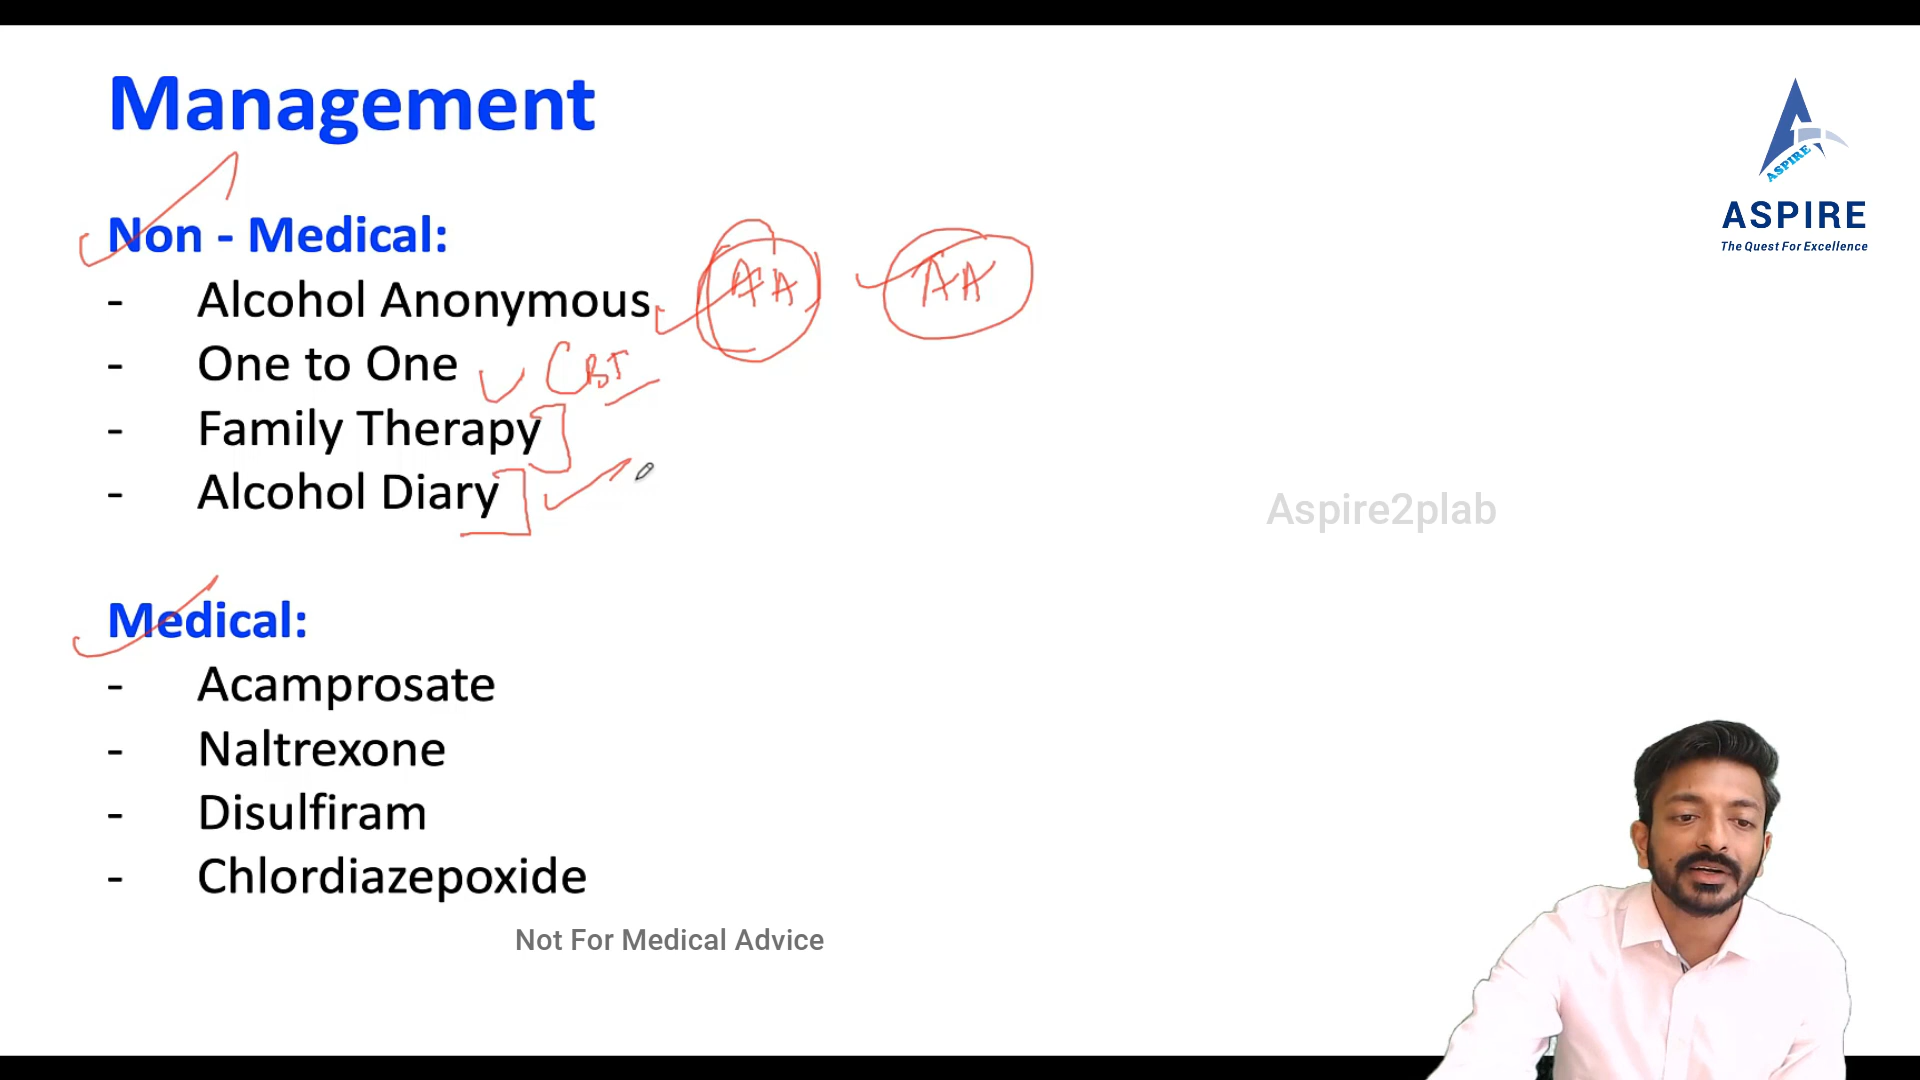 Management
Non - Medical:
- Alcohol Anonymous AA AA
- One to One CBT
- Family Therapy
- Alcohol Diary
Medical:
- Acamprosate
- Naltrexone
- Disulfiram
- Chlordiazepoxide
Not For Medical Advice
ASPIRE
ASPIRE
The Quest For Excellence
Aspire2plab